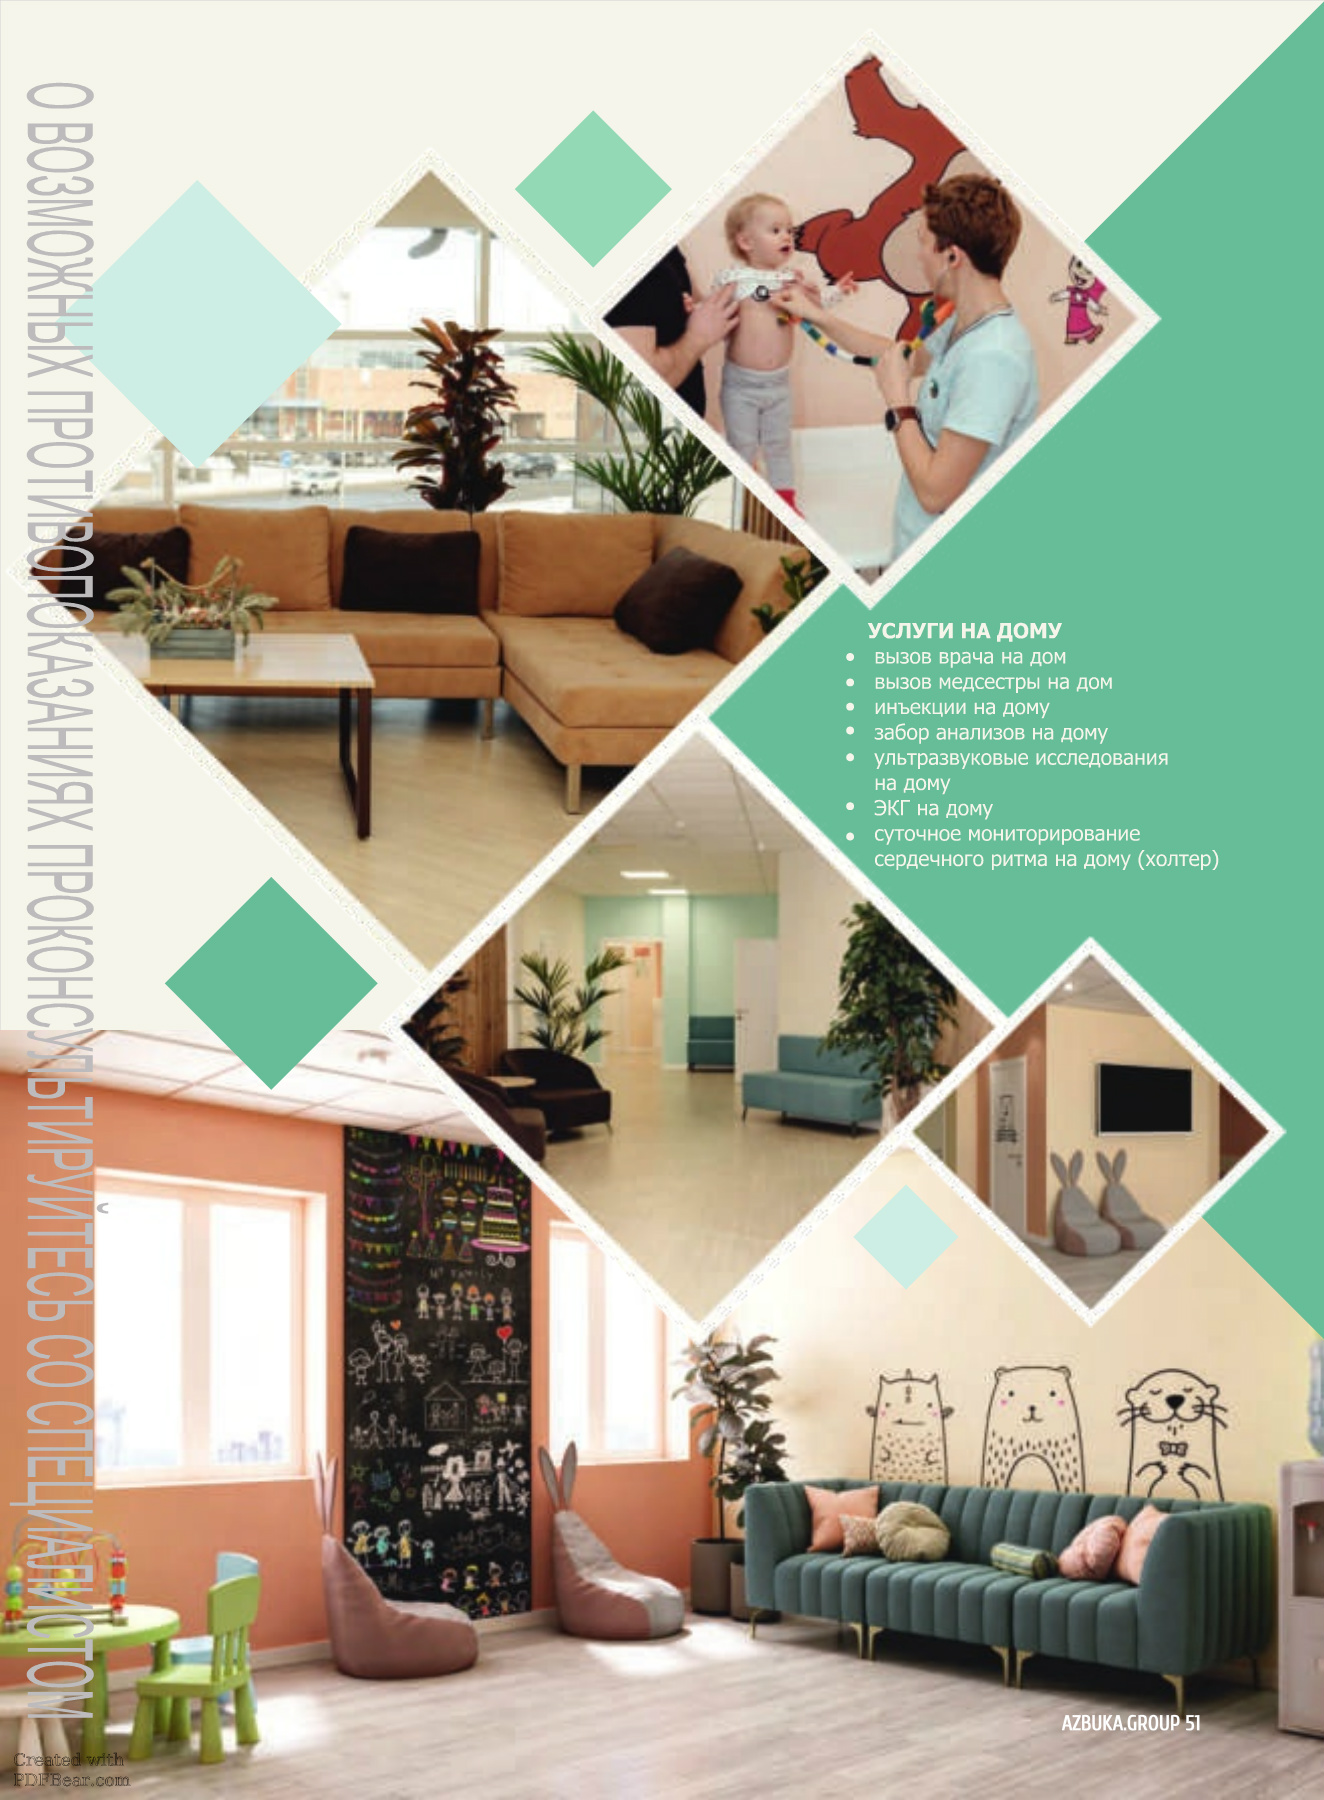 О ВОЗМОЖНЫХ ПРОТИВОПОКАЗАНИЯХ ПРОКОНСУЛЬТИРУЙТЕСЬ СО СПЕЦИАЛИСТОМ
УСЛУГИ НА ДОМУ
• вызов врача на дом
• вызов медсестры на дом
• инъекции на дому
• забор анализов на дому
• ультразвуковые исследования
на дому
• ЭКГ на дому
• суточное мониторирование
сердечного ритма на дому (холтер)
MY FAMILY
AZBUKA.GROUP 51
Created with
PDFBear.com